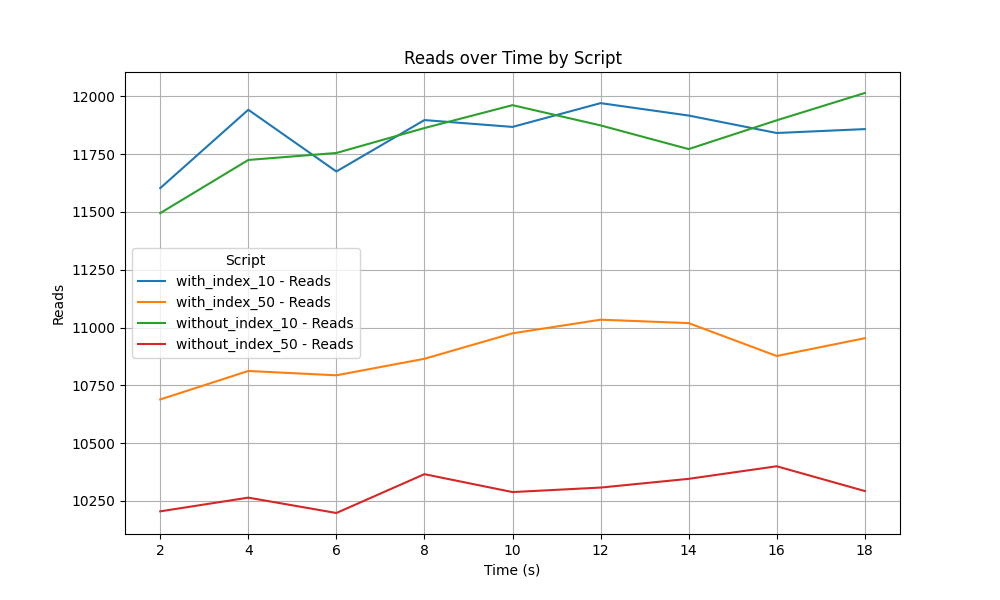 Reads over Time by Script
12000
11750
11500
11250
11000
10750
10500
10250
Reads
Script
with_index_10 - Reads
with_index_50 - Reads
without_index_10 - Reads
without_index_50 - Reads
2 4 6 8 10 12 14 16 18
Time (s)